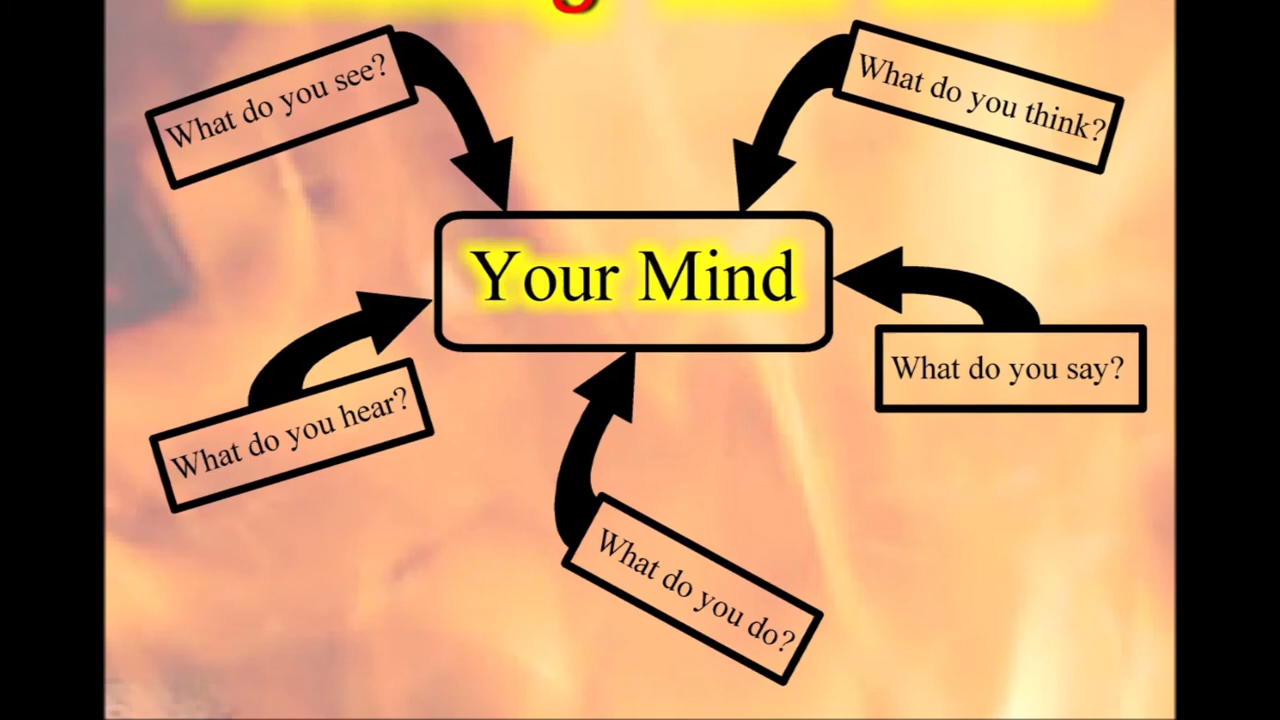 What do you see?
What do you think?
Your Mind
What do you say?
What do you hear?
What do you do?